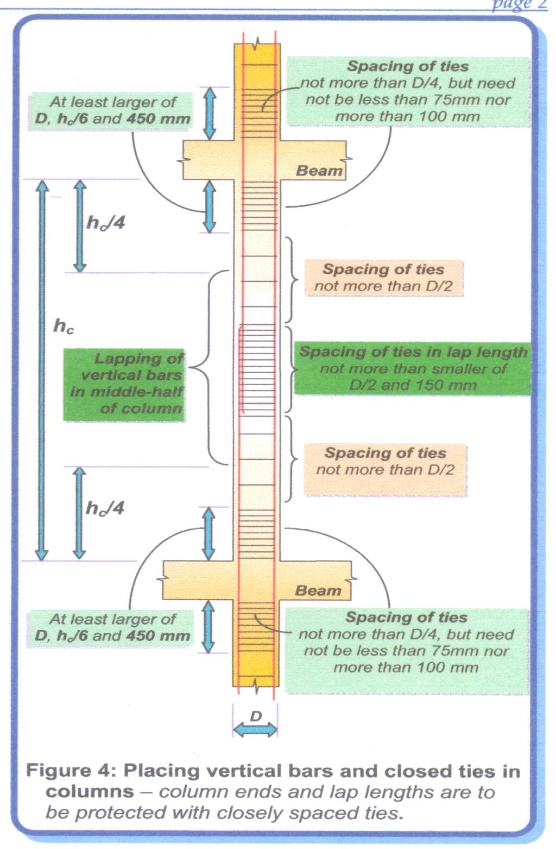 page 2
Spacing of ties
not more than D/4, but need
not be less than 75mm nor
more than 100 mm
At least larger of
D, hc/6 and 450 mm
Beam
hc/4
Spacing of ties
not more than D/2
hc
Lapping of
vertical bars
in middle-half
of column
Spacing of ties in lap length
not more than smaller of
D/2 and 150 mm
Spacing of ties
not more than D/2
hc/4
Beam
At least larger of
D, hc/6 and 450 mm
Spacing of ties
not more than D/4, but need
not be less than 75mm nor
more than 100 mm
D
Figure 4: Placing vertical bars and closed ties in
columns – column ends and lap lengths are to
be protected with closely spaced ties.